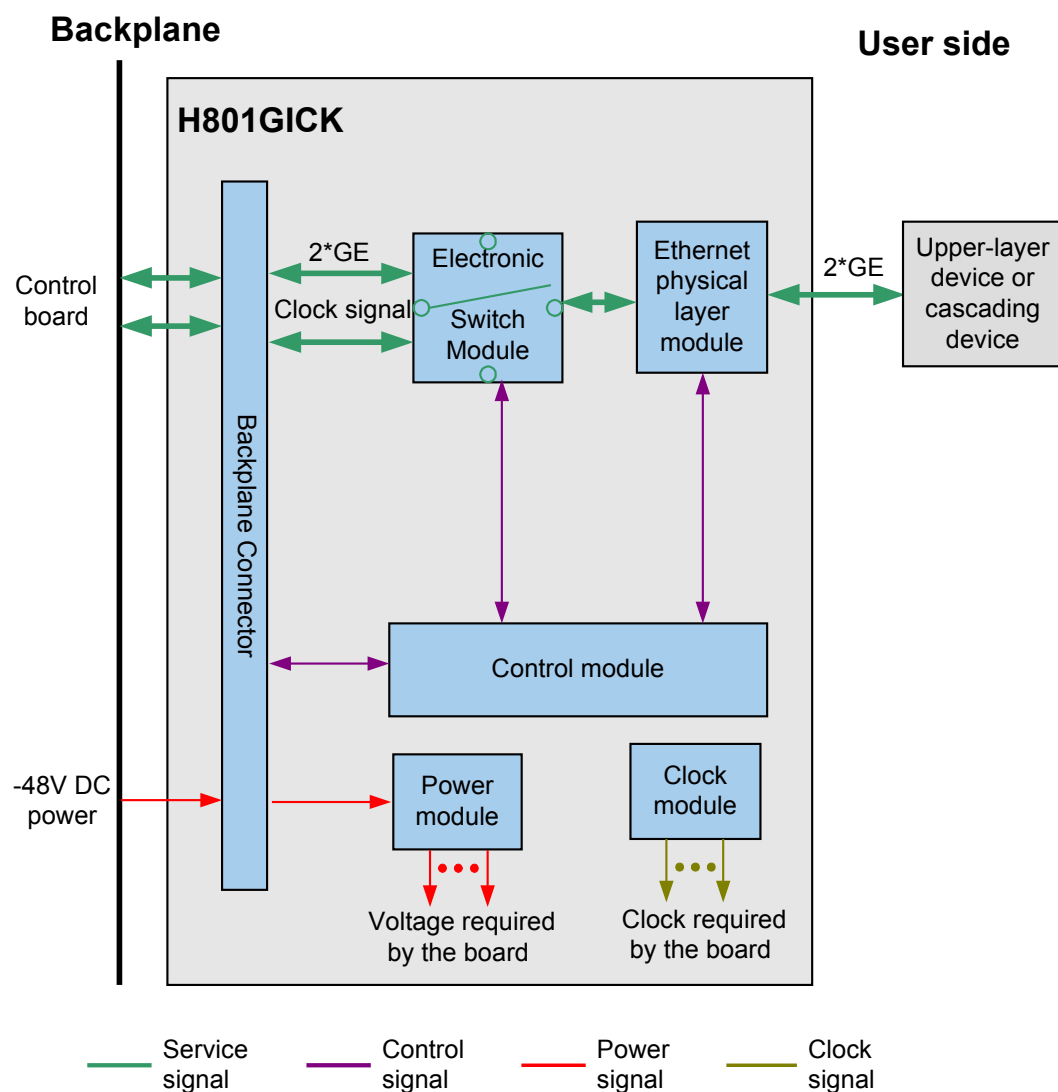 Backplane
User side
H801GICK
Control
board
2*GE
Clock signal
Electronic
Switch
Module
Ethernet
physical
layer
module
2*GE
Upper-layer
device or
cascading
device
Backplane Connector
Control module
-48V DC
power
Power
module
Clock
module
Voltage required
by the board
Clock required
by the board
Service
signal
Control
signal
Power
signal
Clock
signal